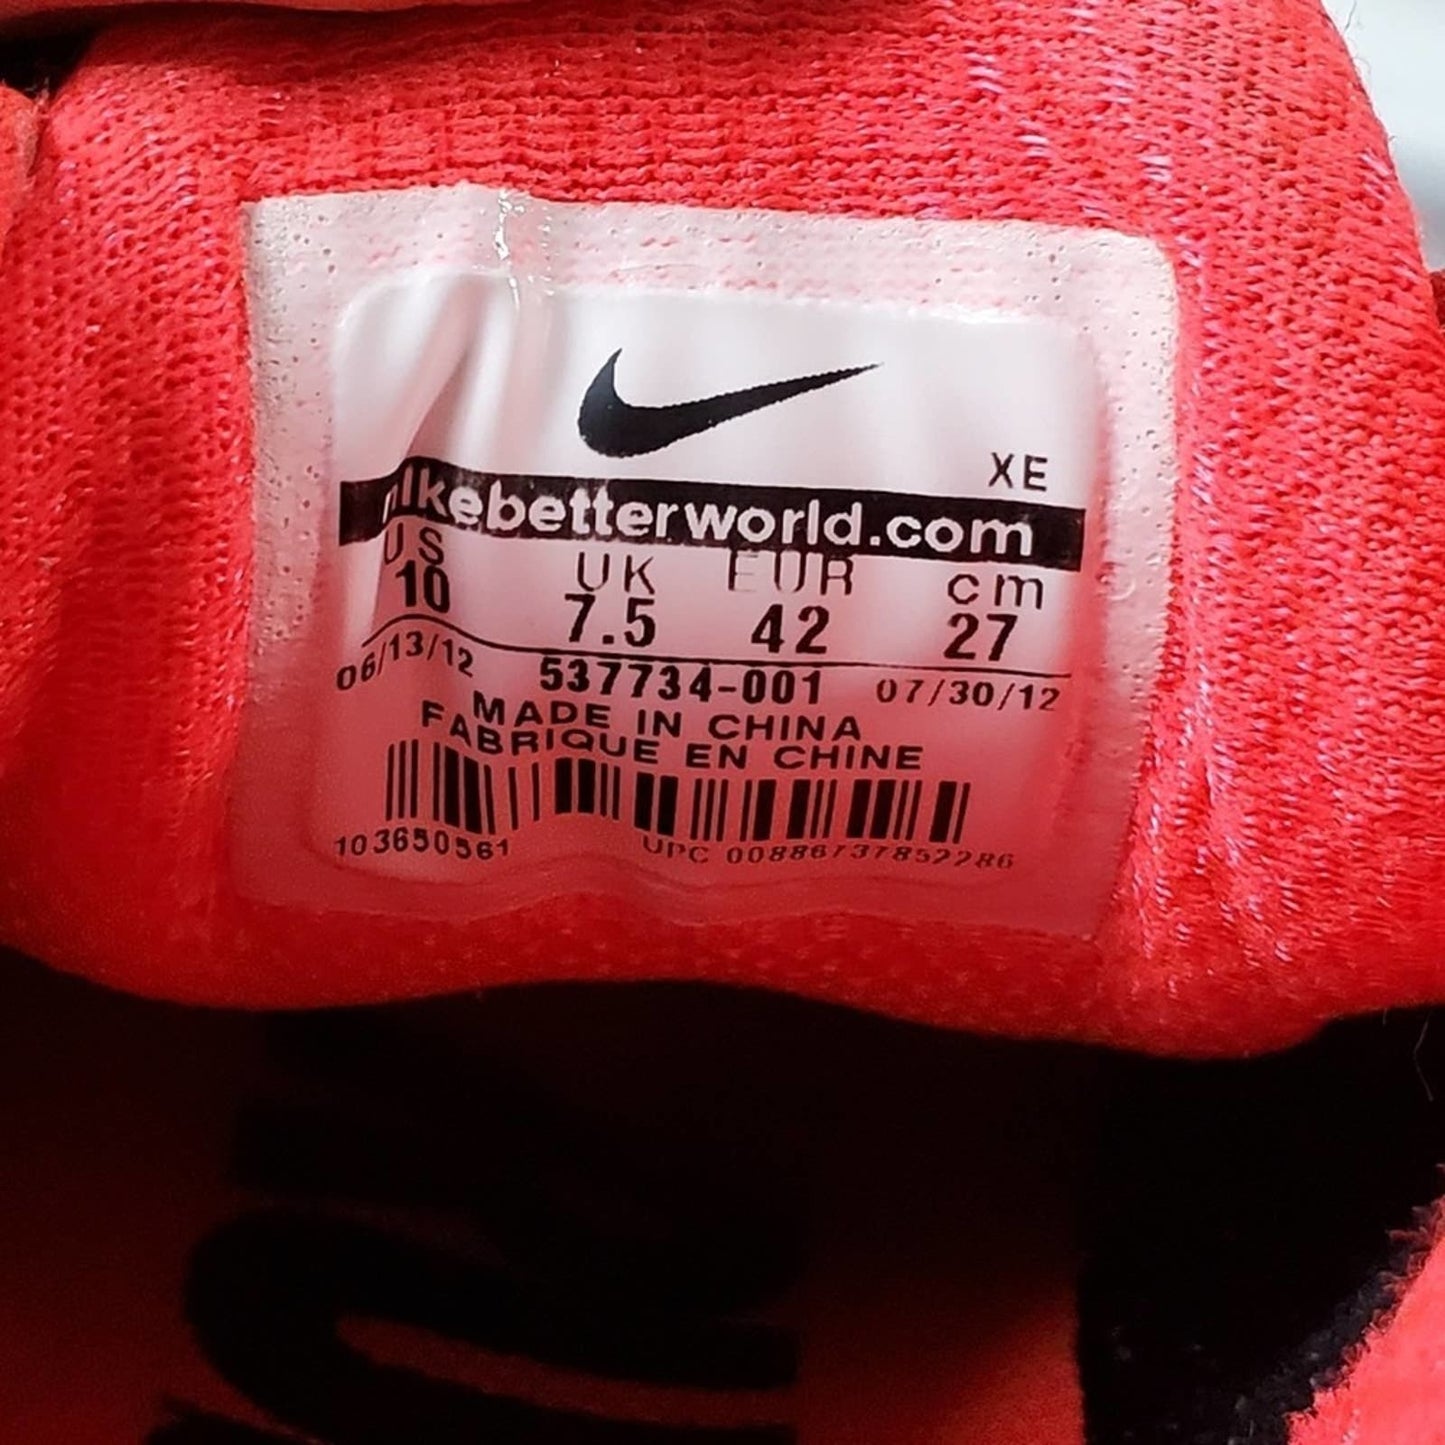 XE
nikebetterworld.com
US UK EUR cm
10 7.5 42 27
06/13/12 537734-001 07/30/12
MADE IN CHINA
FABRIQUE EN CHINE
103650561 UPC 00886737852286